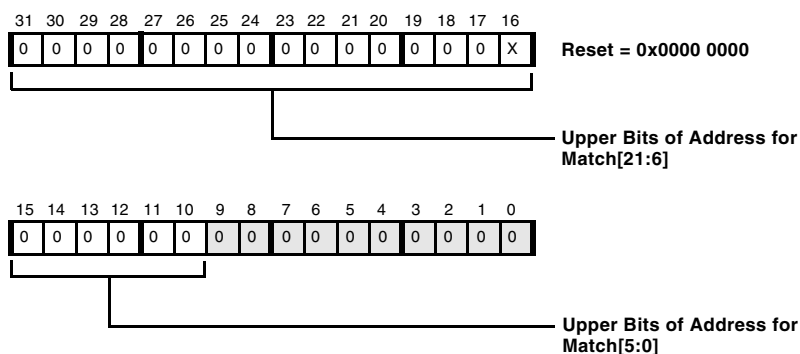 31 30 29 28 27 26 25 24 23 22 21 20 19 18 17 16
0 0 0 0 0 0 0 0 0 0 0 0 0 0 0 X Reset = 0x0000 0000
Upper Bits of Address for
Match[21:6]
15 14 13 12 11 10 9 8 7 6 5 4 3 2 1 0
0 0 0 0 0 0 0 0 0 0 0 0 0 0 0 0
Upper Bits of Address for
Match[5:0]